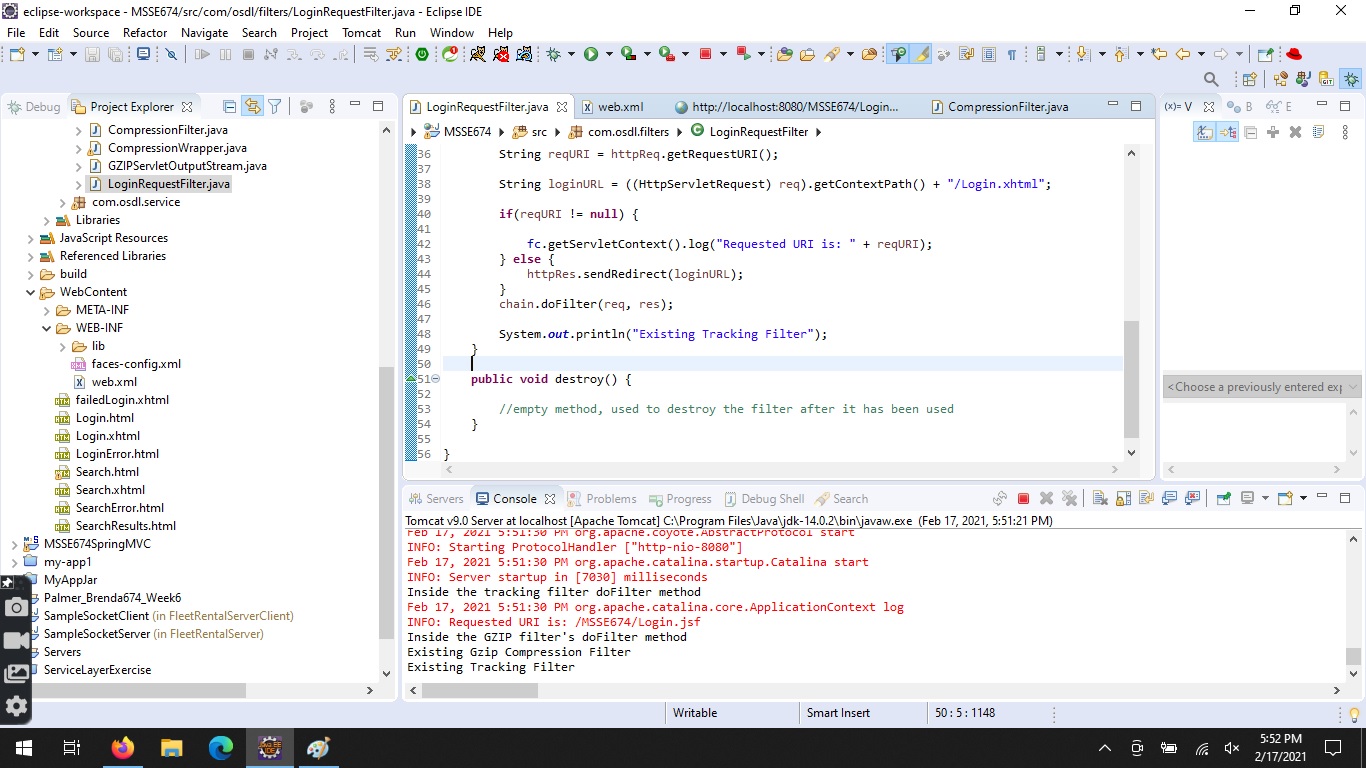 eclipse-workspace - MSSE674/src/com/osdl/filters/LoginRequestFilter.java - Eclipse IDE
File Edit Source Refactor Navigate Search Project Tomcat Run Window Help
Debug Project Explorer
CompressionFilter.java
CompressionWrapper.java
GZIPServletOutputStream.java
LoginRequestFilter.java
com.osdl.service
Libraries
JavaScript Resources
Referenced Libraries
build
WebContent
META-INF
WEB-INF
lib
faces-config.xml
web.xml
failedLogin.xhtml
Login.html
Login.xhtml
LoginError.html
Search.html
Search.xhtml
SearchError.html
SearchResults.html
MSSE674SpringMVC
my-app1
MyAppJar
Palmer_Brenda674_Week6
SampleSocketClient (in FleetRentalServerClient)
SampleSocketServer (in FleetRentalServer)
Servers
ServiceLayerExercise
LoginRequestFilter.java web.xml http://localhost:8080/MSSE674/Login... CompressionFilter.java
MSSE674 src com.osdl.filters LoginRequestFilter
36 String reqURI = httpReq.getRequestURI();
37
38 String loginURL = ((HttpServletRequest) req).getContextPath() + "/Login.xhtml";
39
40 if(reqURI != null) {
41
42 fc.getServletContext().log("Requested URI is: " + reqURI);
43 } else {
44 httpRes.sendRedirect(loginURL);
45 }
46 chain.doFilter(req, res);
47
48 System.out.println("Existing Tracking Filter");
49 }
50
51 public void destroy() {
52
53 //empty method, used to destroy the filter after it has been used
54 }
55
56 }
(x)= V B E
<Choose a previously entered exp
Servers Console Problems Progress Debug Shell Search
Tomcat v9.0 Server at localhost [Apache Tomcat] C:\Program Files\Java\jdk-14.0.2\bin\javaw.exe (Feb 17, 2021, 5:51:21 PM)
Feb 17, 2021 5:51:30 PM org.apache.coyote.AbstractProtocol start
INFO: Starting ProtocolHandler ["http-nio-8080"]
Feb 17, 2021 5:51:30 PM org.apache.catalina.startup.Catalina start
INFO: Server startup in [7030] milliseconds
Inside the tracking filter doFilter method
Feb 17, 2021 5:51:30 PM org.apache.catalina.core.ApplicationContext log
INFO: Requested URI is: /MSSE674/Login.jsf
Inside the GZIP filter's doFilter method
Existing Gzip Compression Filter
Existing Tracking Filter
Writable Smart Insert 50 : 5 : 1148
5:52 PM
2/17/2021